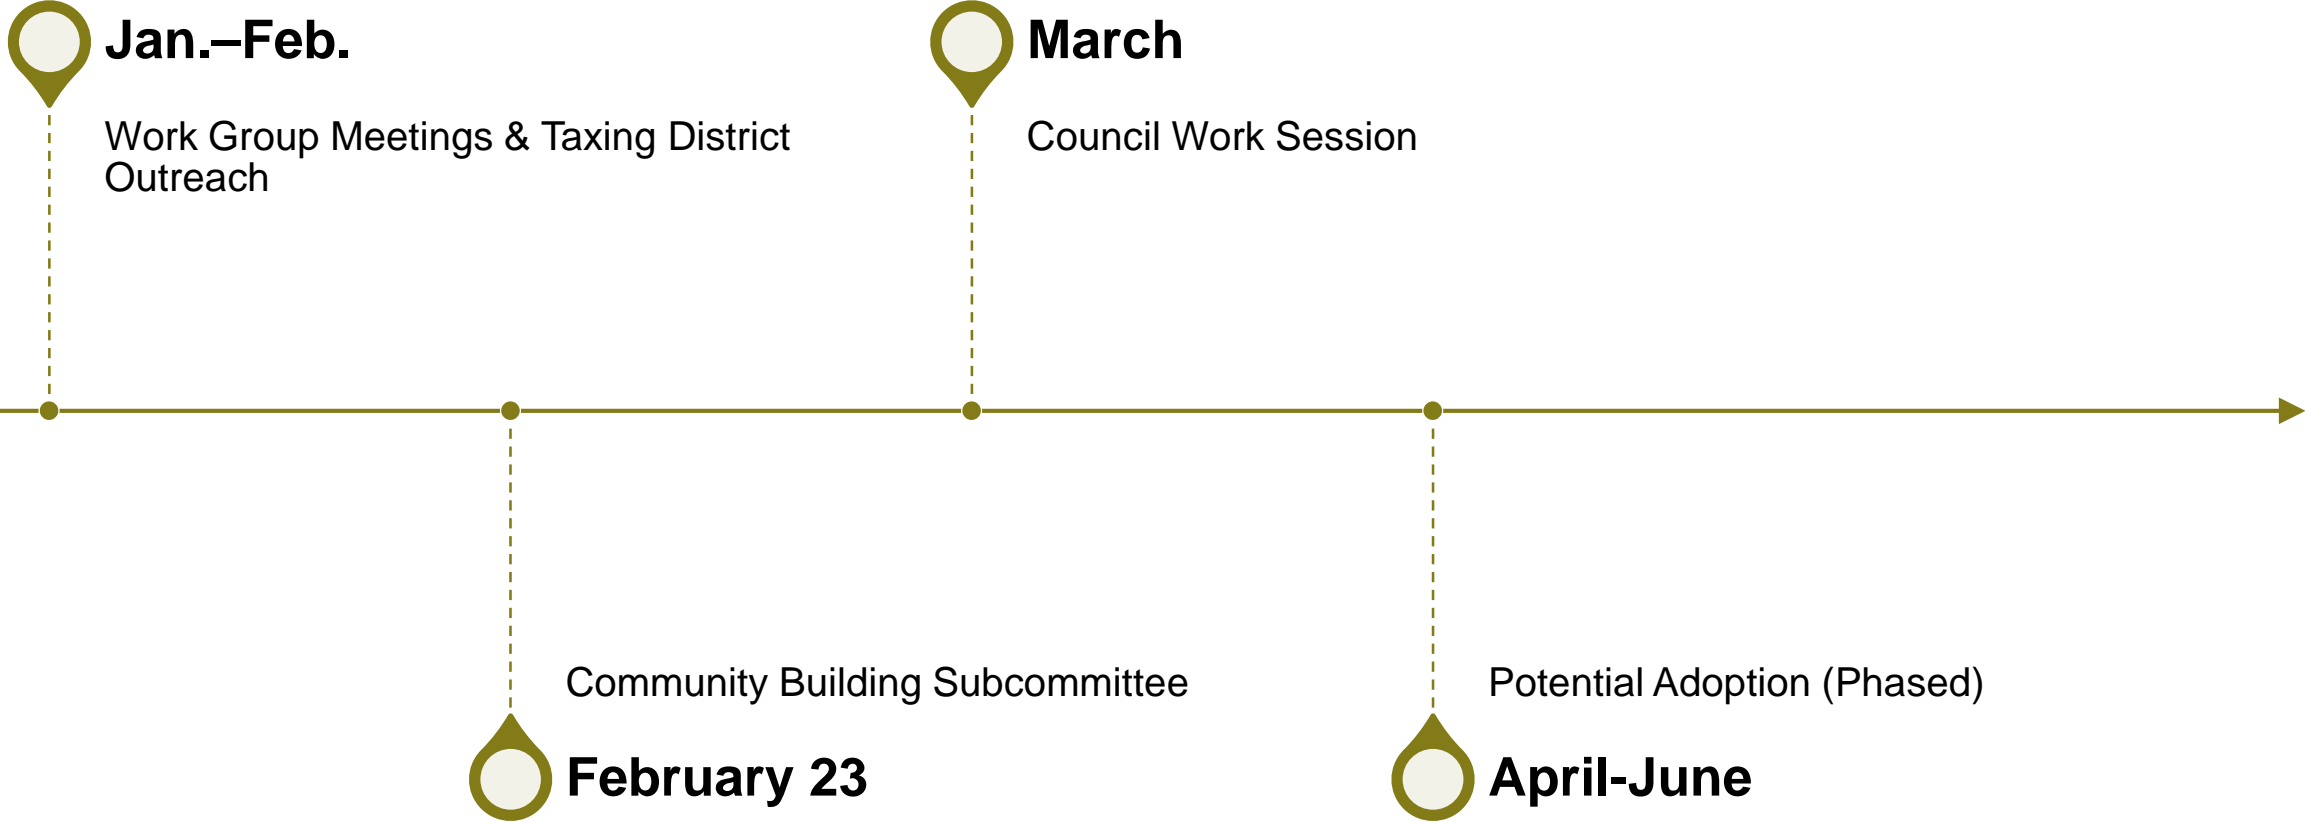 Jan.–Feb.
Work Group Meetings & Taxing District
Outreach
Community Building Subcommittee
February 23
March
Council Work Session
Potential Adoption (Phased)
April-June